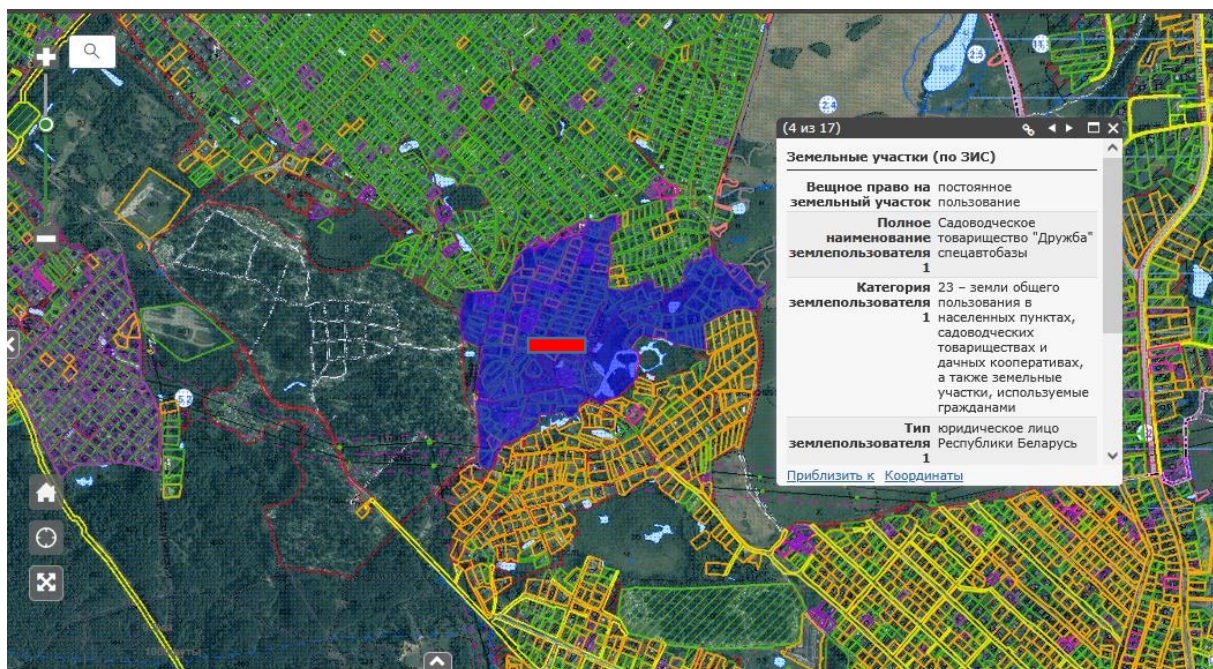 (4 из 17)
Земельные участки (по ЗИС)
Вещное право на земельный участок
постоянное пользование
Полное наименование землепользователя 1
Садоводческое товарищество "Дружба" спецавтобазы
Категория землепользователя 1
23 – земли общего
пользования в
населенных пунктах,
садоводческих
товариществах и
дачных кооперативах,
а также земельные
участки, используемые
гражданами
Тип землепользователя 1
юридическое лицо
Республики Беларусь
Приблизить к Координаты